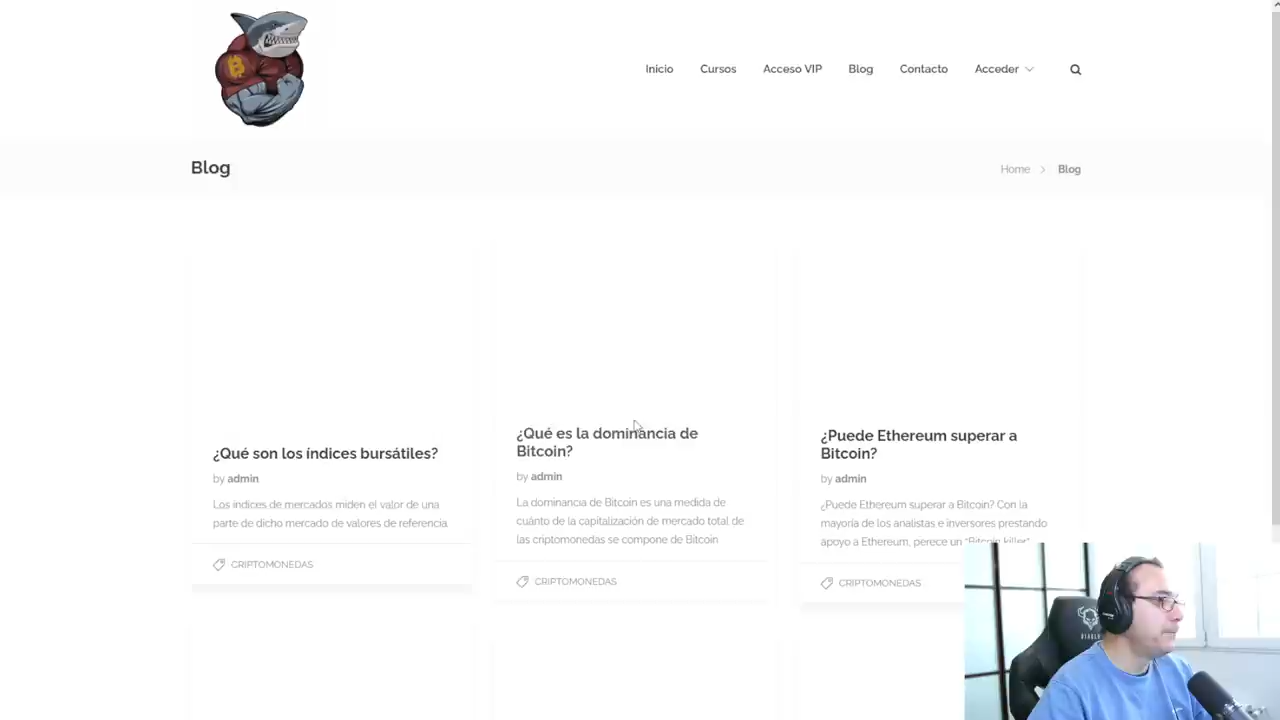 Inicio
Cursos
Acceso VIP
Blog
Contacto
Acceder
Blog
Home
Blog
¿Qué son los índices bursátiles?
by admin
Los índices de mercados miden el valor de una
parte de dicho mercado de valores de referencia
CRIPTOMONEDAS
¿Qué es la dominancia de
Bitcoin?
by admin
La dominancia de Bitcoin es una medida de
cuánto de la capitalización de mercado total de
las criptomonedas se compone de Bitcoin
CRIPTOMONEDAS
¿Puede Ethereum superar a
Bitcoin?
by admin
¿Puede Ethereum superar a Bitcoin? Con la
mayoría de los analistas e inversores prestando
apoyo a Ethereum, perece un "Bitcoin killer"
CRIPTOMONEDAS